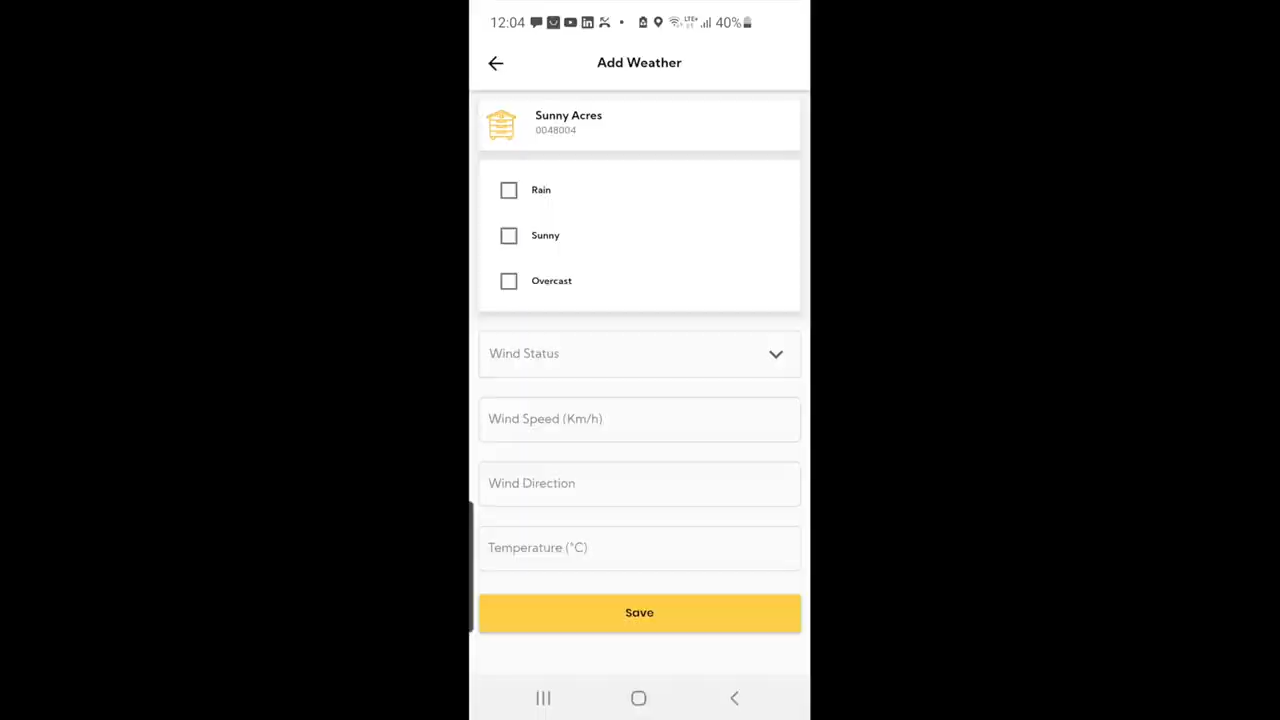 12:04 LTE+ 40%
Add Weather
Sunny Acres
0048004
Rain
Sunny
Overcast
Wind Status
Wind Speed (Km/h)
Wind Direction
Temperature (°C)
Save